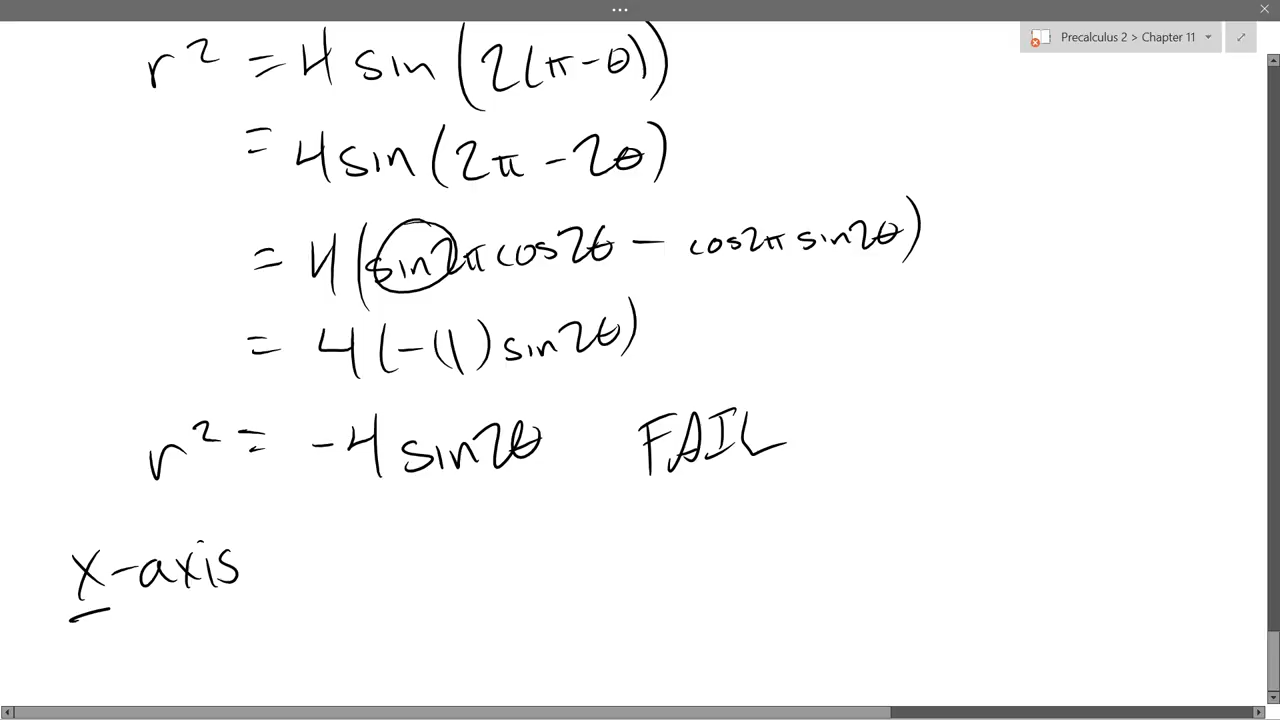 Precalculus 2 > Chapter 11
r² = 4 sin (2(π-θ))
= 4 sin (2π - 2θ)
= 4 (sin 2π cos 2θ - cos 2π sin 2θ)
= 4 (-(1) sin 2θ)
r² = -4 sin 2θ FAIL
x-axis